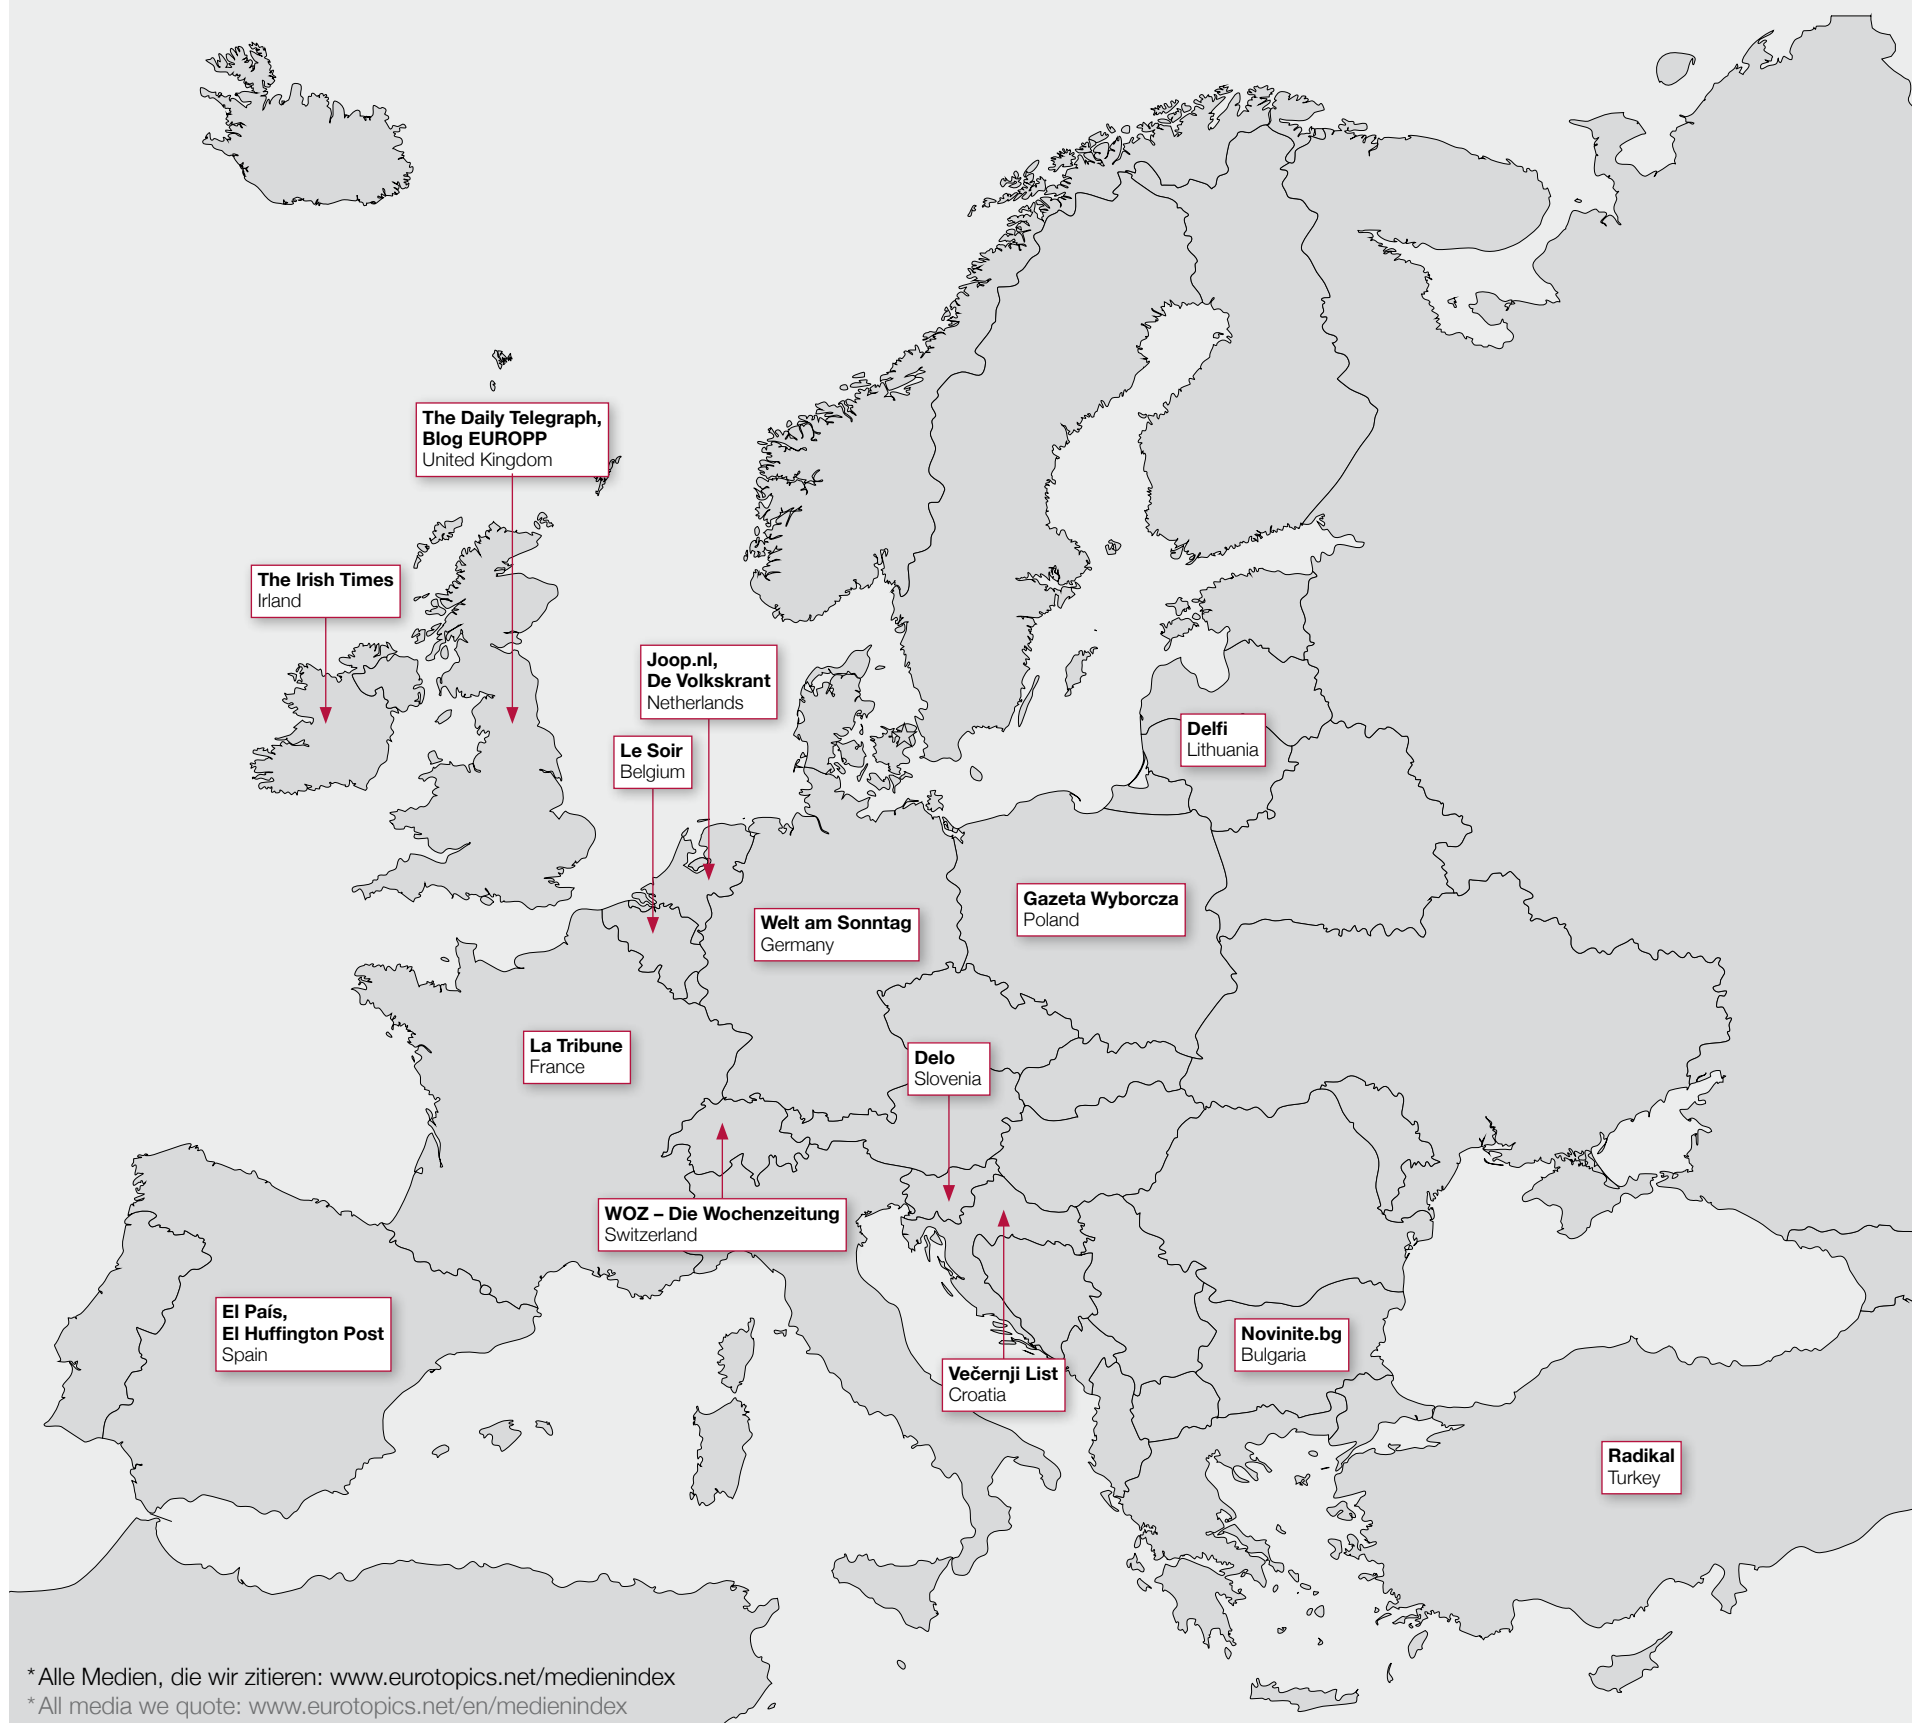 The Daily Telegraph,
Blog EUROPP
United Kingdom
The Irish Times
Irland
Joop.nl,
De Volkskrant
Netherlands
Le Soir
Belgium
Delfi
Lithuania
Gazeta Wyborcza
Poland
Welt am Sonntag
Germany
La Tribune
France
Delo
Slovenia
WOZ – Die Wochenzeitung
Switzerland
El País,
El Huffington Post
Spain
Novinite.bg
Bulgaria
Večernji List
Croatia
Radikal
Turkey
*Alle Medien, die wir zitieren: www.eurotopics.net/medienindex
*All media we quote: www.eurotopics.net/en/medienindex